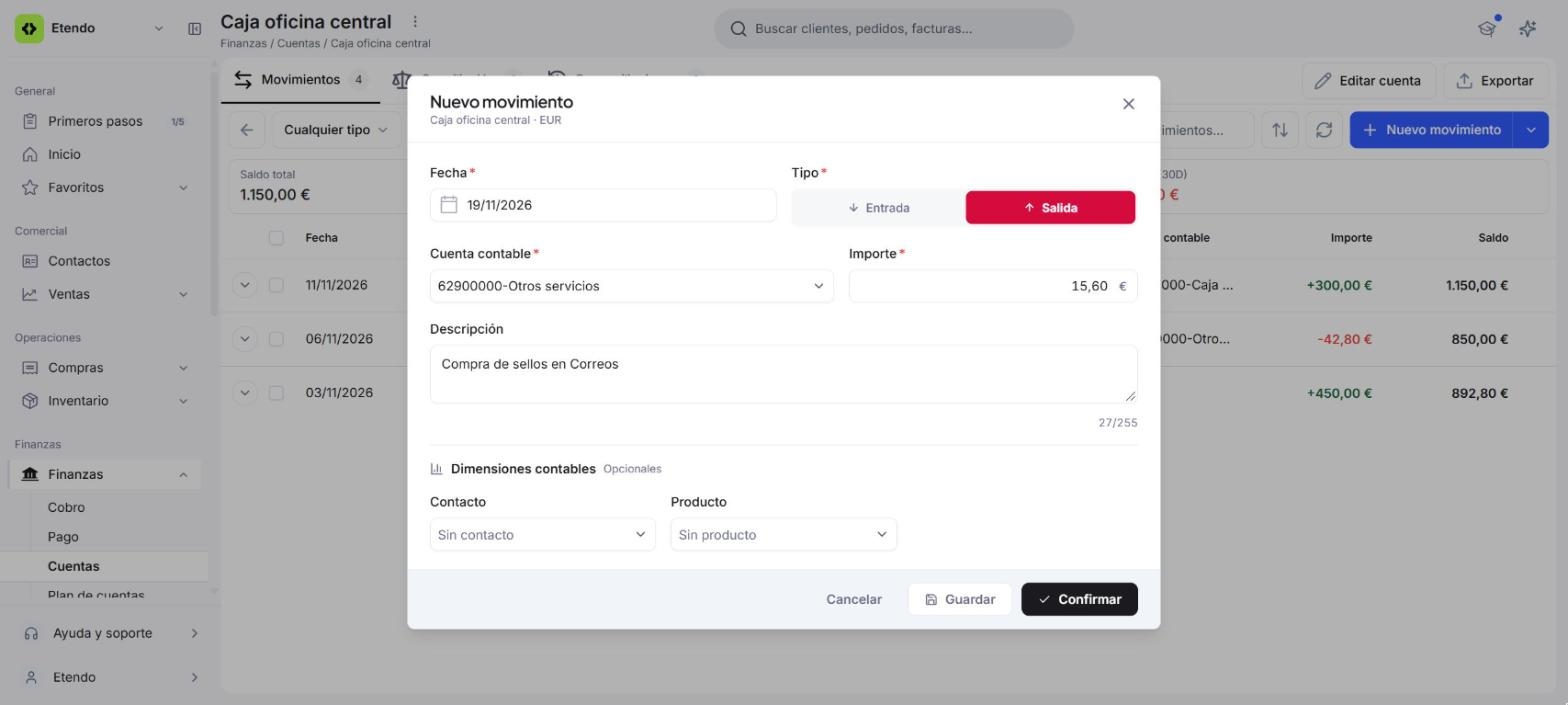 Etendo
Caja oficina central
Finanzas / Cuentas / Caja oficina central
Buscar clientes, pedidos, facturas...
General
Primeros pasos 1/5
Inicio
Favoritos
Comercial
Contactos
Ventas
Operaciones
Compras
Inventario
Finanzas
Finanzas
Cobro
Pago
Cuentas
Plan de cuentas
Ayuda y soporte
Etendo
Movimientos 4
Editar cuenta
Exportar
Cualquier tipo
imientos...
Nuevo movimiento
Saldo total
1.150,00 €
30D)
€
Fecha
contable
Importe
Saldo
11/11/2026
000-Caja ...
+300,00 €
1.150,00 €
06/11/2026
000-Otro...
-42,80 €
850,00 €
03/11/2026
+450,00 €
892,80 €
Nuevo movimiento
Caja oficina central · EUR
Fecha*
19/11/2026
Tipo*
Entrada
Salida
Cuenta contable*
62900000-Otros servicios
Importe*
15,60 €
Descripción
Compra de sellos en Correos
27/255
Dimensiones contables Opcionales
Contacto
Sin contacto
Producto
Sin producto
Cancelar
Guardar
Confirmar